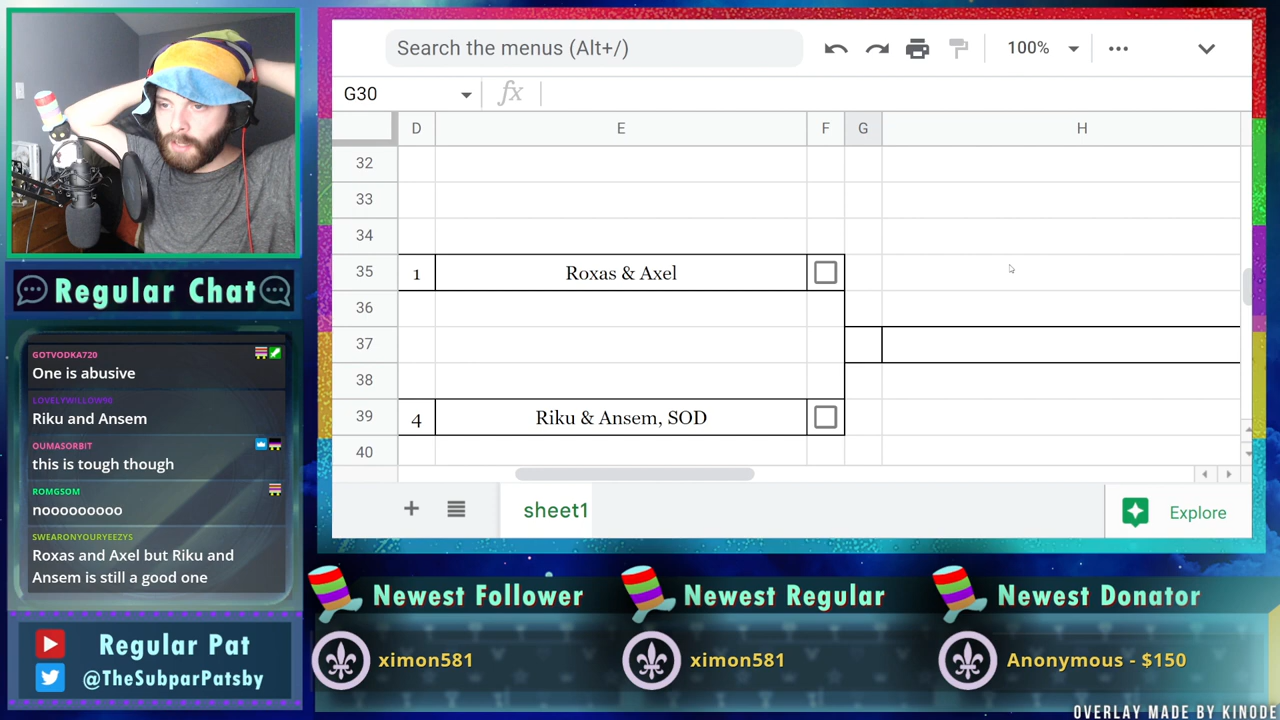 Search the menus (Alt+/)
100%
G30
fx
D E F G H
32
33
34
35 1 Roxas & Axel
36
37
38
39 4 Riku & Ansem, SOD
40
sheet1
Explore
Regular Chat
GOTVODKA720
One is abusive
LOVELYWILLOW98
Riku and Ansem
OUMASORBIT
this is tough though
ROMGSOM
nooooooooo
SWEARONYOURYEEZYS
Roxas and Axel but Riku and
Ansem is still a good one
Regular Pat
@TheSubparPatsby
Newest Follower
ximon581
Newest Regular
ximon581
Newest Donator
Anonymous - $150
OVERLAY MADE BY KINODE